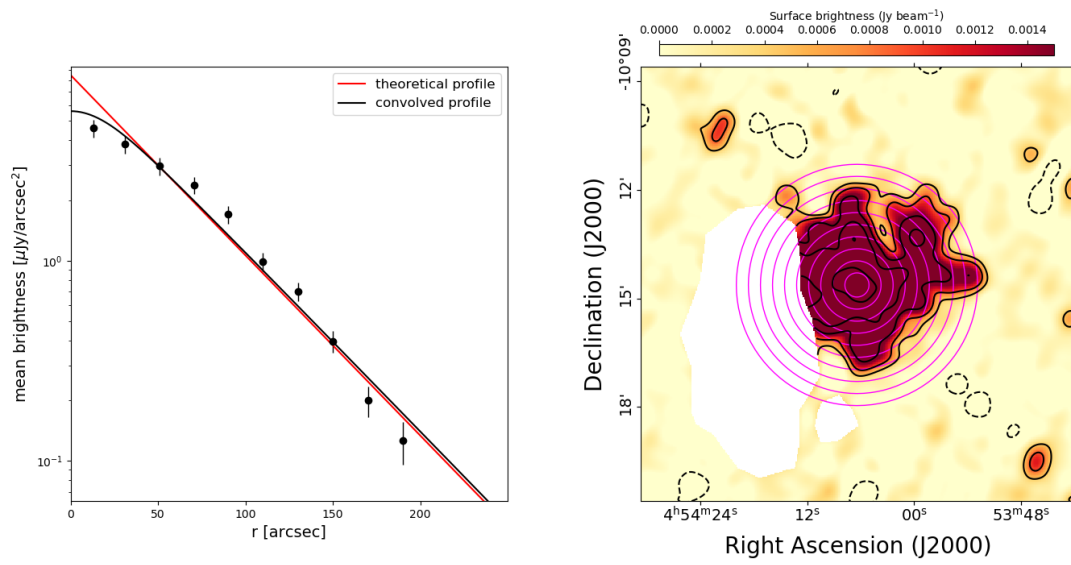 theoretical profile
convolved profile
mean brightness [μJy/arcsec²]
10⁰
10⁻¹
0
50
100
150
200
r [arcsec]
Surface brightness (Jy beam⁻¹)
0.0000 0.0002 0.0004 0.0006 0.0008 0.0010 0.0012 0.0014
Declination (J2000)
-10°09'
12'
15'
18'
4ʰ54ᵐ24ˢ 12ˢ 00ˢ 53ᵐ48ˢ
Right Ascension (J2000)